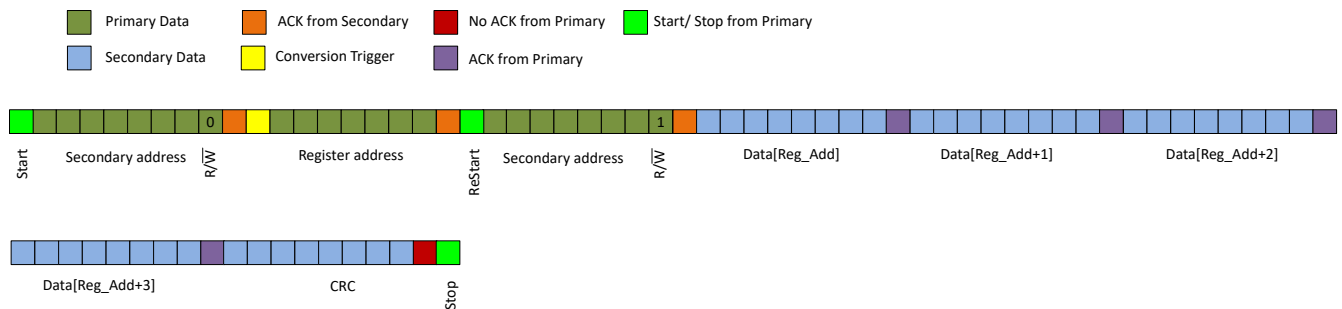 Primary Data
ACK from Secondary
No ACK from Primary
Start/ Stop from Primary
Secondary Data
Conversion Trigger
ACK from Primary
0
1
Start
Secondary address
R/W
Register address
ReStart
Secondary address
R/W
Data[Reg_Add]
Data[Reg_Add+1]
Data[Reg_Add+2]
Data[Reg_Add+3]
CRC
Stop